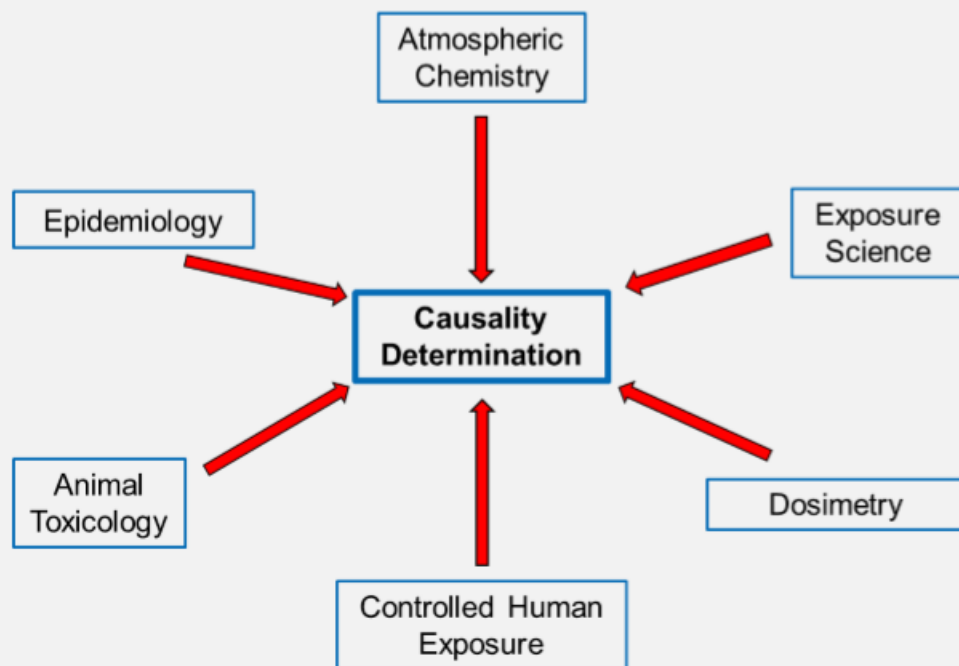 Atmospheric
Chemistry
Epidemiology
Exposure
Science
Causality
Determination
Animal
Toxicology
Dosimetry
Controlled Human
Exposure